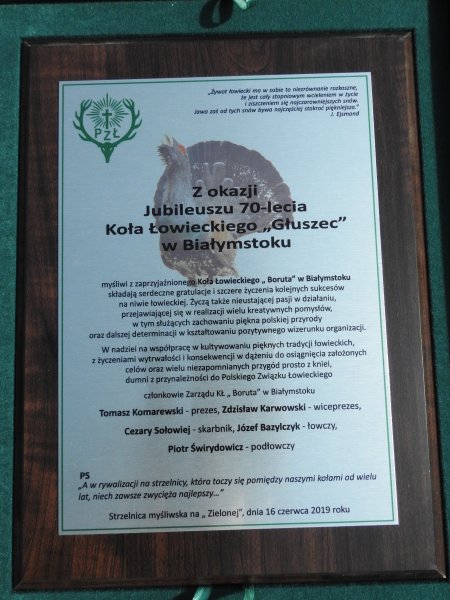 „Żywot łowiecki ma w sobie to niezrównanie rozkoszne,
że jest cały stopniowym wcieleniem w życie
i ziszczeniem się najczarowniejszych snów.
Jawa zaś od tych snów bywa najczęściej stokroć piękniejsza.”
J. Ejsmond
PZŁ
Z okazji
Jubileuszu 70-lecia
Koła Łowieckiego „Głuszec”
w Białymstoku
myśliwi z zaprzyjaźnionego Koła Łowieckiego „ Boruta” w Białymstoku
składają serdeczne gratulacje i szczere życzenia kolejnych sukcesów
na niwie łowieckiej. Życzą także nieustającej pasji w działaniu,
przejawiającej się w realizacji wielu kreatywnych pomysłów,
w tym służących zachowaniu piękna polskiej przyrody
oraz dalszej determinacji w kształtowaniu pozytywnego wizerunku organizacji.
W nadziei na współpracę w kultywowaniu pięknych tradycji łowieckich,
z życzeniami wytrwałości i konsekwencji w dążeniu do osiągnięcia założonych
celów oraz wielu niezapomnianych przygód prosto z kniei,
dumni z przynależności do Polskiego Związku Łowieckiego
członkowie Zarządu KŁ „ Boruta” w Białymstoku
Tomasz Komarewski - prezes, Zdzisław Karwowski - wiceprezes,
Cezary Sołowiej - skarbnik, Józef Bazylczyk - łowczy,
Piotr Świrydowicz - podłowczy
PS
„A w rywalizacji na strzelnicy, która toczy się pomiędzy naszymi kołami od wielu
lat, niech zawsze zwycięża najlepszy...”
Strzelnica myśliwska na „ Zielonej”, dnia 16 czerwca 2019 roku